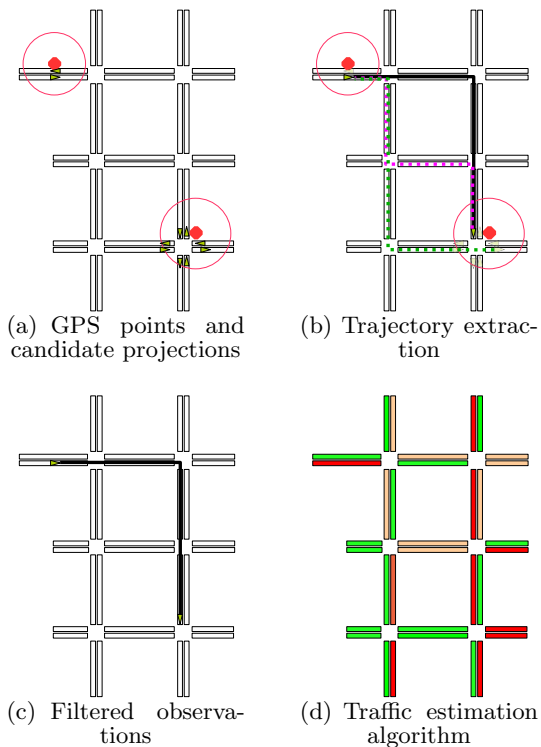 (a) GPS points and
candidate projections
(b) Trajectory extrac-
tion
(c) Filtered observa-
tions
(d) Traffic estimation
algorithm